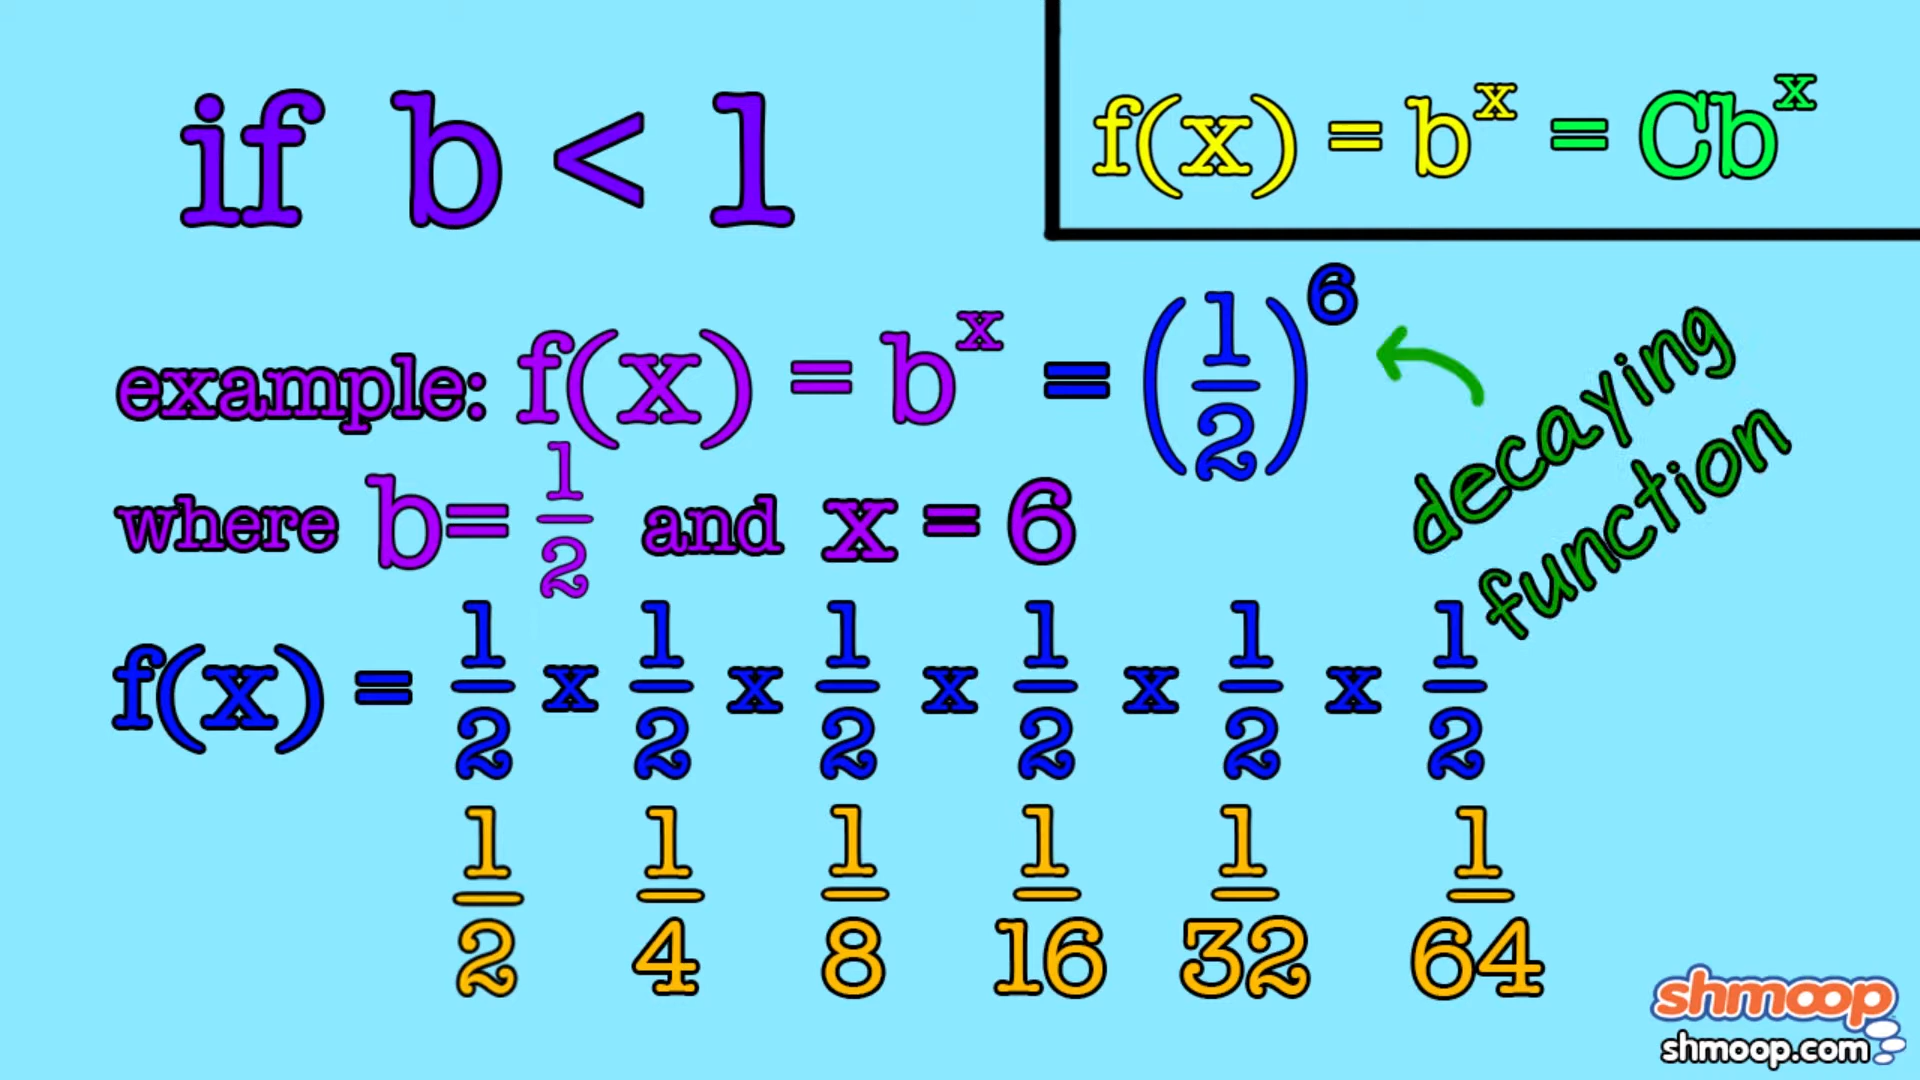 if b < 1
f(x) = b^x = Cb^x
example: f(x) = b^x = (1/2)^6
where b = 1/2 and x = 6
decaying
function
f(x) = 1/2 x 1/2 x 1/2 x 1/2 x 1/2 x 1/2
1/2 1/4 1/8 1/16 1/32 1/64
shmoop
shmoop.com